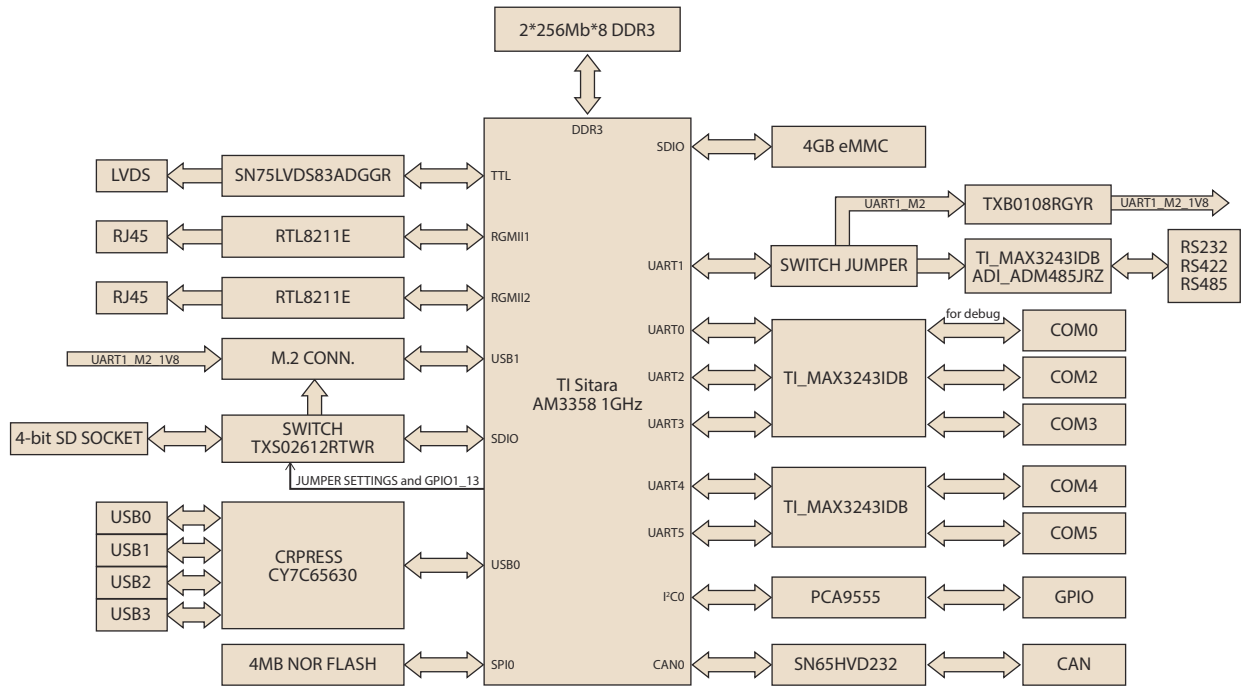 2*256Mb*8 DDR3
DDR3
SDIO
4GB eMMC
LVDS
SN75LVDS83ADGGR
TTL
UART1_M2
TXB0108RGYR
UART1_M2_1V8
RJ45
RTL8211E
RGMII1
UART1
SWITCH JUMPER
TI_MAX3243IDB
ADI_ADM485JRZ
RS232
RS422
RS485
RJ45
RTL8211E
RGMII2
UART0
for debug
COM0
UART1_M2_1V8
M.2 CONN.
USB1
TI Sitara
AM3358 1GHz
UART2
TI_MAX3243IDB
COM2
UART3
COM3
4-bit SD SOCKET
SWITCH
TXS02612RTWR
SDIO
JUMPER SETTINGS and GPIO1_13
UART4
TI_MAX3243IDB
COM4
UART5
COM5
USB0
USB1
USB2
USB3
CRPRESS
CY7C65630
USB0
I²C0
PCA9555
GPIO
4MB NOR FLASH
SPI0
CAN0
SN65HVD232
CAN